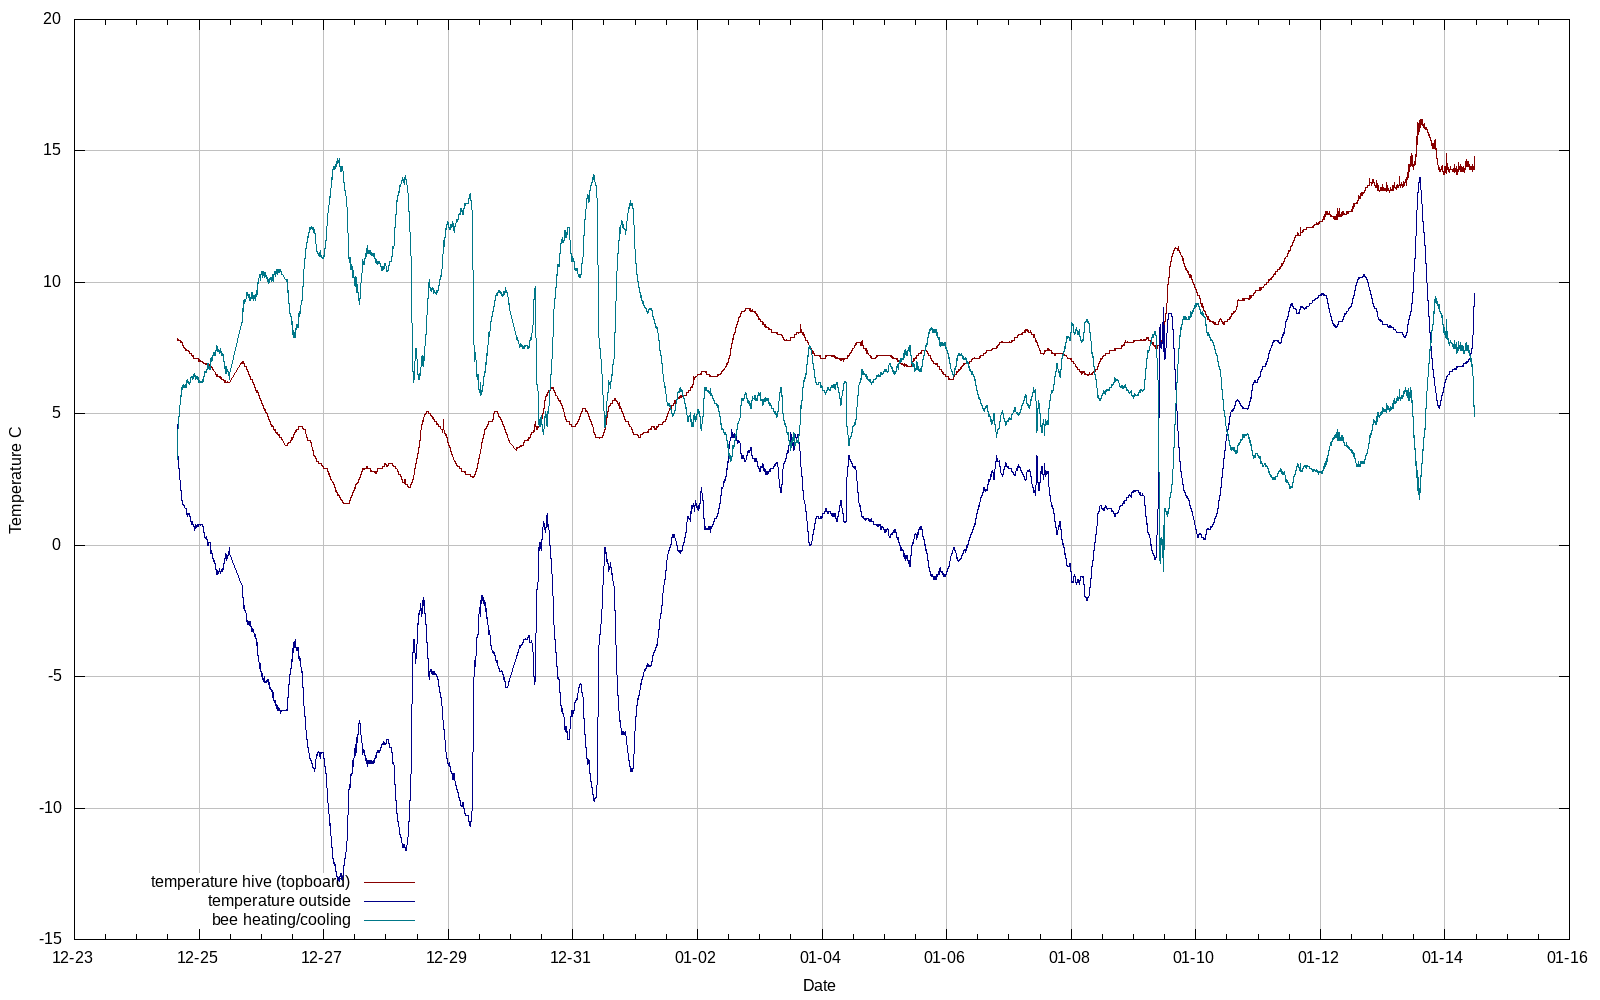 20
15
10
5
0
-5
-10
-15
Temperature C
temperature hive (topboard)
temperature outside
bee heating/cooling
12-23 12-25 12-27 12-29 12-31 01-02 01-04 01-06 01-08 01-10 01-12 01-14 01-16
Date